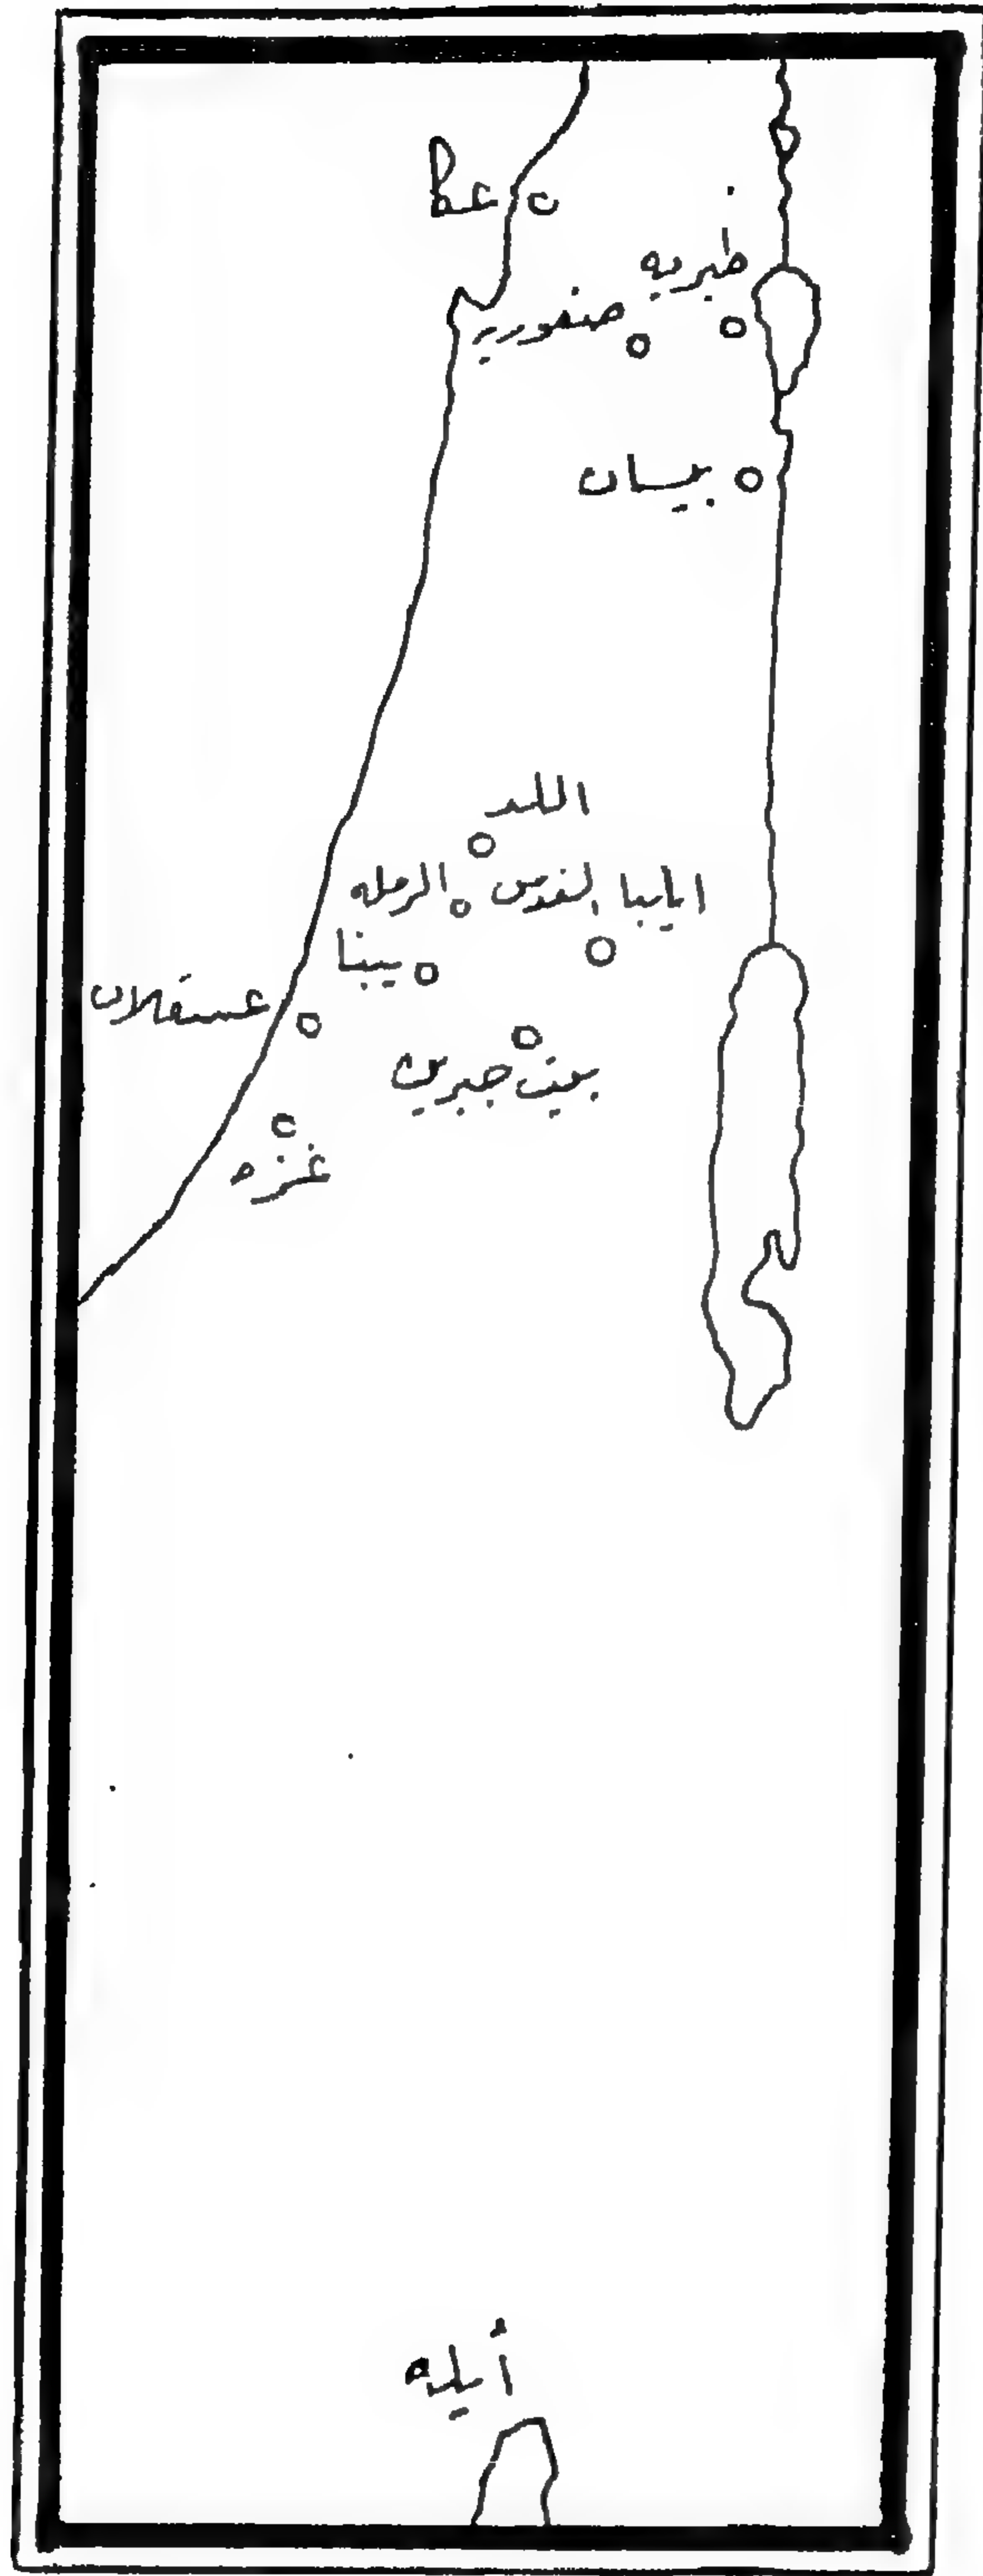 عكا
طبريه
صفوريه
بيسان
اللد
ايليا القدس
الرمله
يبنا
عسقلان
بيت جبرين
غزه
أيله